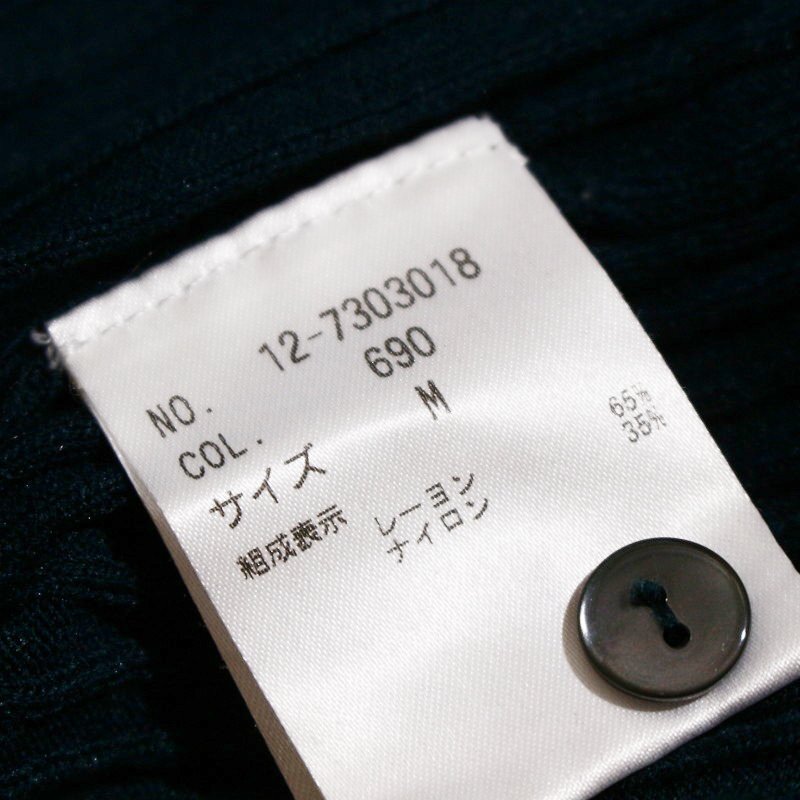 NO. 12-7303018
COL. 690
サイズ M
組成表示 レーヨン 65%
ナイロン 35%